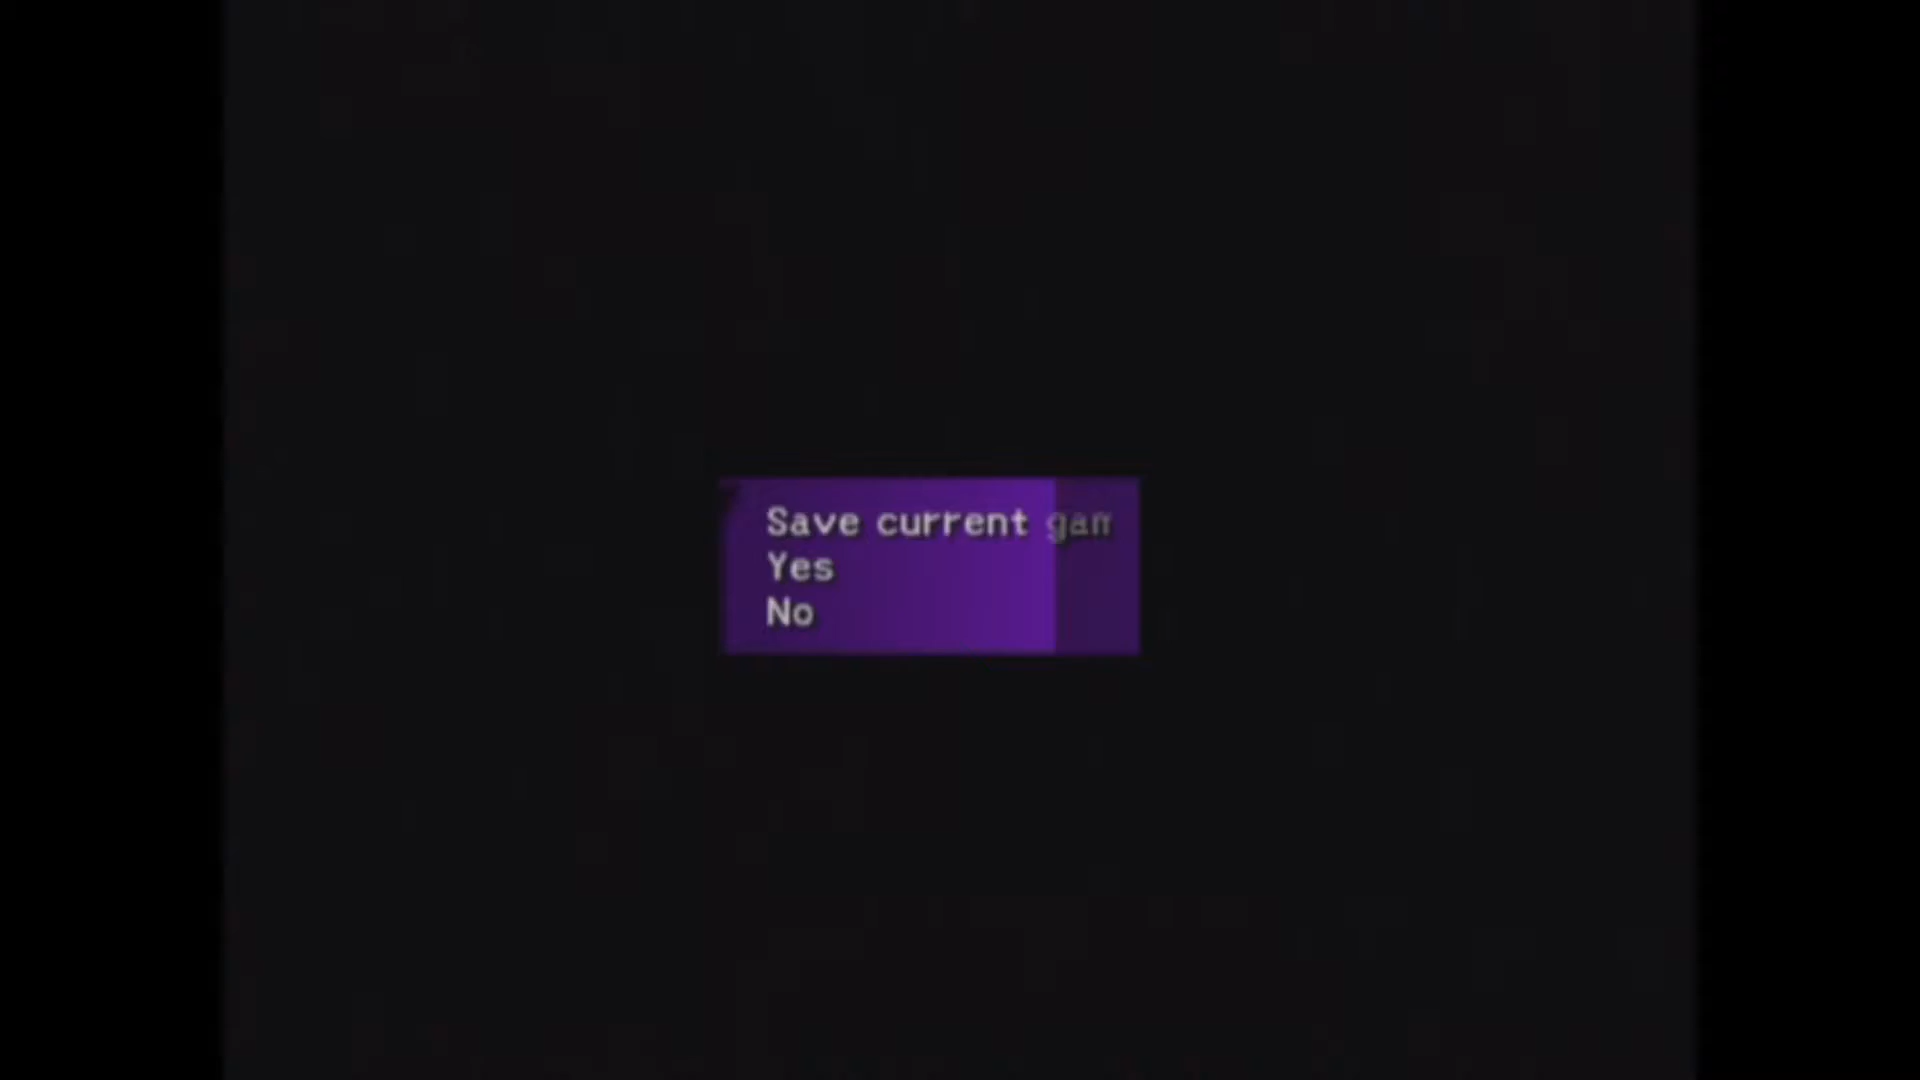 Save current gam
Yes
No